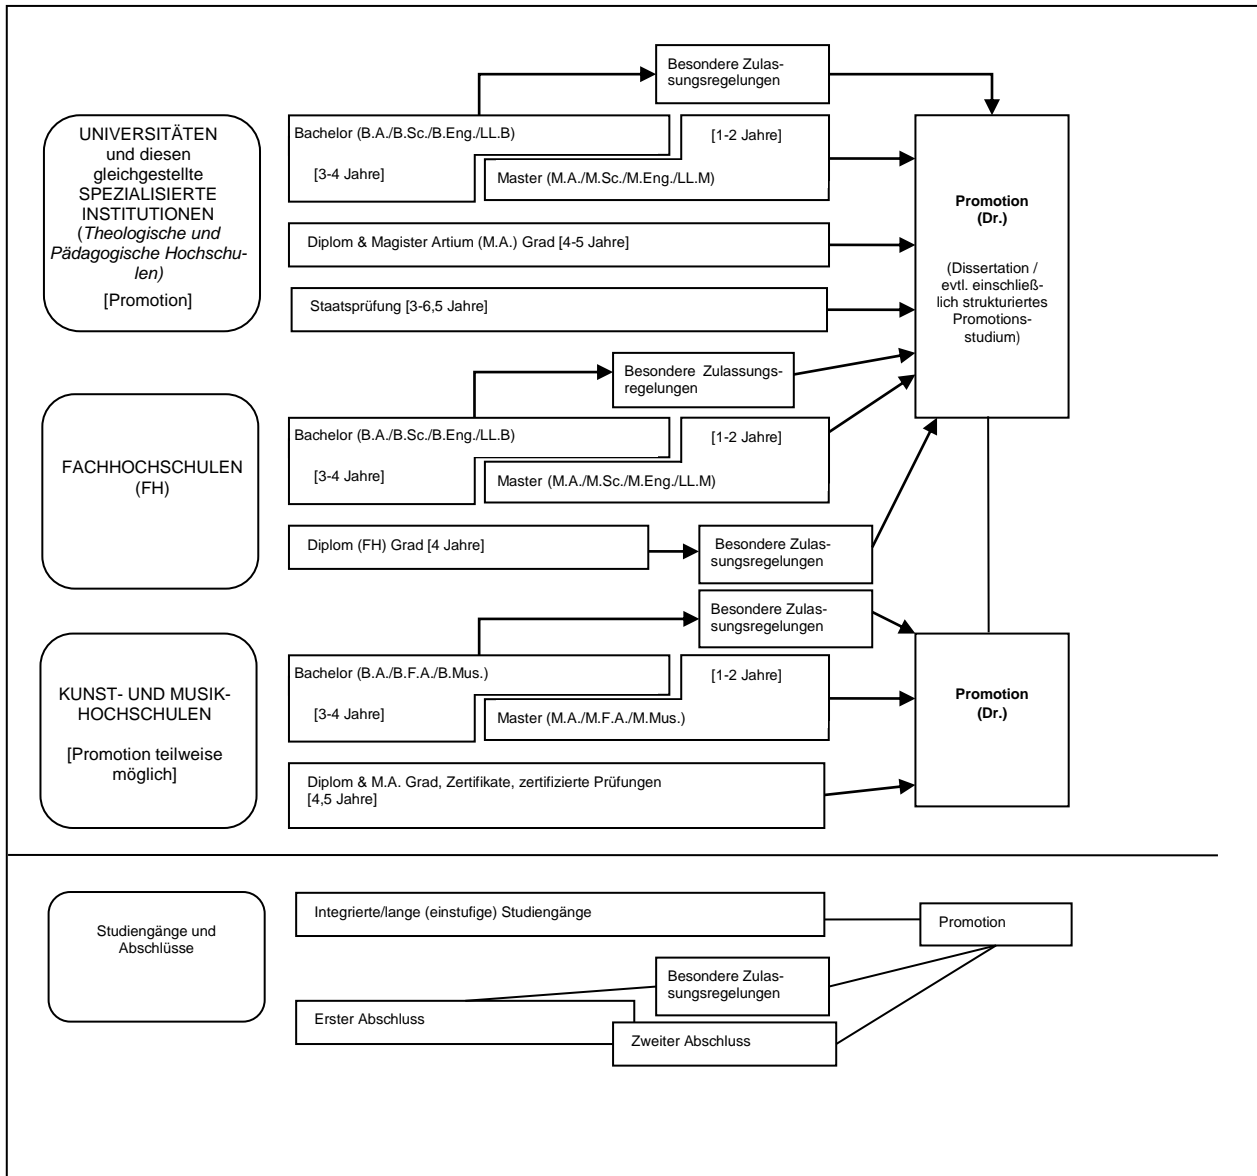 Besondere Zulas-
sungsregelungen
UNIVERSITÄTEN
und diesen
gleichgestellte
SPEZIALISIERTE
INSTITUTIONEN
(Theologische und
Pädagogische Hochschu-
len)
[Promotion]
Bachelor (B.A./B.Sc./B.Eng./LL.B)
[3-4 Jahre]
[1-2 Jahre]
Master (M.A./M.Sc./M.Eng./LL.M)
Diplom & Magister Artium (M.A.) Grad [4-5 Jahre]
Staatsprüfung [3-6,5 Jahre]
Promotion
(Dr.)
(Dissertation /
evtl. einschließ-
lich strukturiertes
Promotions-
studium)
Besondere Zulassungs-
regelungen
FACHHOCHSCHULEN
(FH)
Bachelor (B.A./B.Sc./B.Eng./LL.B)
[3-4 Jahre]
[1-2 Jahre]
Master (M.A./M.Sc./M.Eng./LL.M)
Diplom (FH) Grad [4 Jahre]
Besondere Zulas-
sungsregelungen
Besondere Zulas-
sungsregelungen
KUNST- UND MUSIK-
HOCHSCHULEN
[Promotion teilweise
möglich]
Bachelor (B.A./B.F.A./B.Mus.)
[3-4 Jahre]
[1-2 Jahre]
Master (M.A./M.F.A./M.Mus.)
Diplom & M.A. Grad, Zertifikate, zertifizierte Prüfungen
[4,5 Jahre]
Promotion
(Dr.)
Studiengänge und
Abschlüsse
Integrierte/lange (einstufige) Studiengänge
Promotion
Besondere Zulas-
sungsregelungen
Erster Abschluss
Zweiter Abschluss